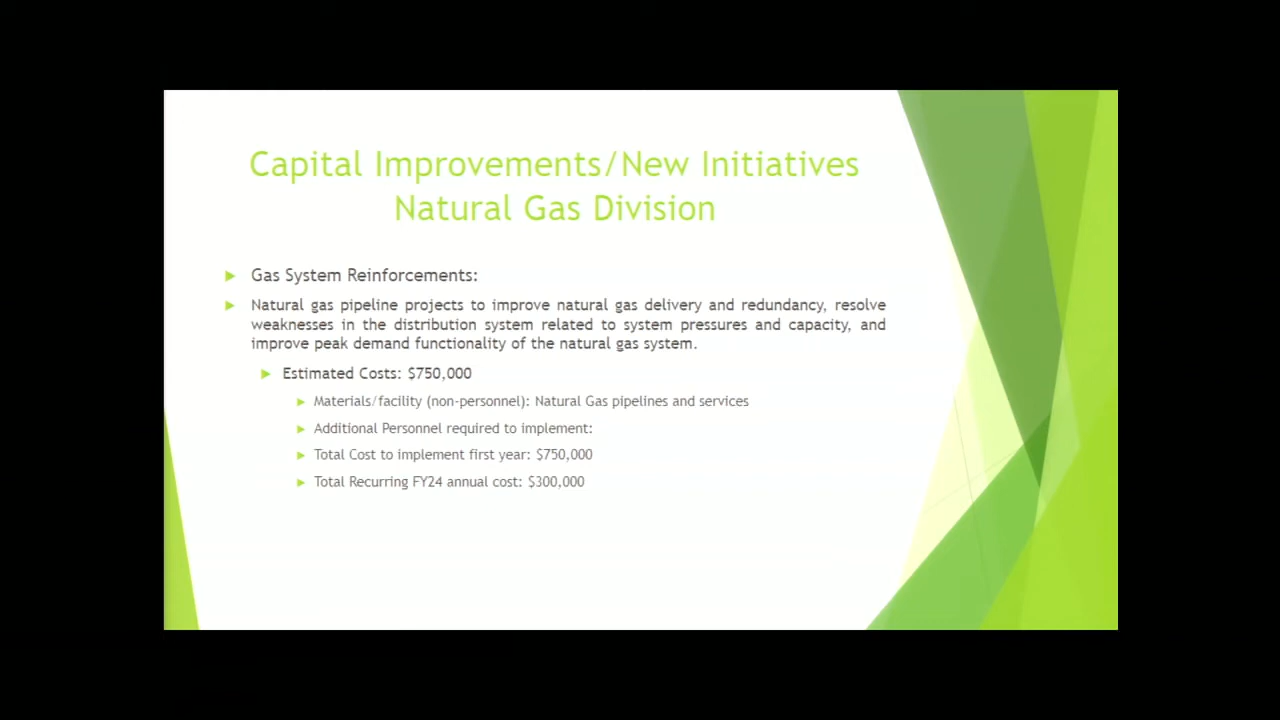 Capital Improvements/New Initiatives
Natural Gas Division
Gas System Reinforcements:
Natural gas pipeline projects to improve natural gas delivery and redundancy, resolve
weaknesses in the distribution system related to system pressures and capacity, and
improve peak demand functionality of the natural gas system.
Estimated Costs: $750,000
Materials/facility (non-personnel): Natural Gas pipelines and services
Additional Personnel required to implement:
Total Cost to implement first year: $750,000
Total Recurring FY24 annual cost: $300,000